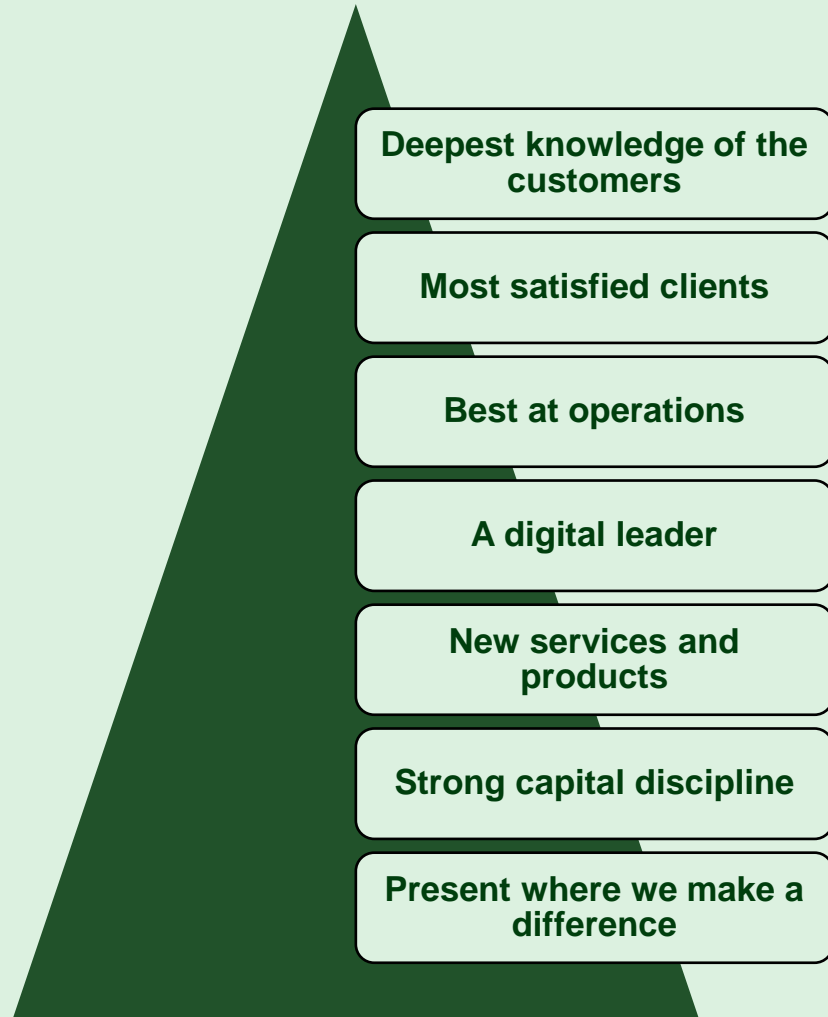 Deepest knowledge of the
customers
Most satisfied clients
Best at operations
A digital leader
New services and
products
Strong capital discipline
Present where we make a
difference